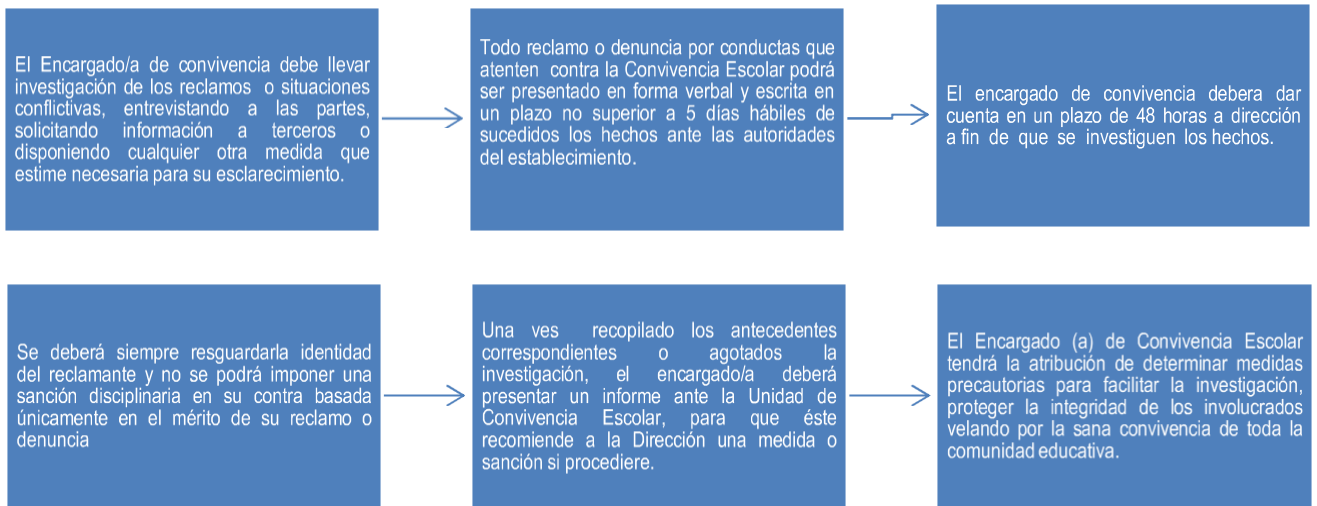 El Encargado/a de convivencia debe llevar
investigación de los reclamos o situaciones
conflictivas, entrevistando a las partes,
solicitando información a terceros o
disponiendo cualquier otra medida que
estime necesaria para su esclarecimiento.
Todo reclamo o denuncia por conductas que
atenten contra la Convivencia Escolar podrá
ser presentado en forma verbal y escrita en
un plazo no superior a 5 días hábiles de
sucedidos los hechos ante las autoridades
del establecimiento.
El encargado de convivencia debera dar
cuenta en un plazo de 48 horas a dirección
a fin de que se investiguen los hechos.
Se deberá siempre resguardarla identidad
del reclamante y no se podrá imponer una
sanción disciplinaria en su contra basada
únicamente en el mérito de su reclamo o
denuncia
Una ves recopilado los antecedentes
correspondientes o agotados la
investigación, el encargado/a deberá
presentar un informe ante la Unidad de
Convivencia Escolar, para que éste
recomiende a la Dirección una medida o
sanción si procediere.
El Encargado (a) de Convivencia Escolar
tendrá la atribución de determinar medidas
precautorias para facilitar la investigación,
proteger la integridad de los involucrados
velando por la sana convivencia de toda la
comunidad educativa.